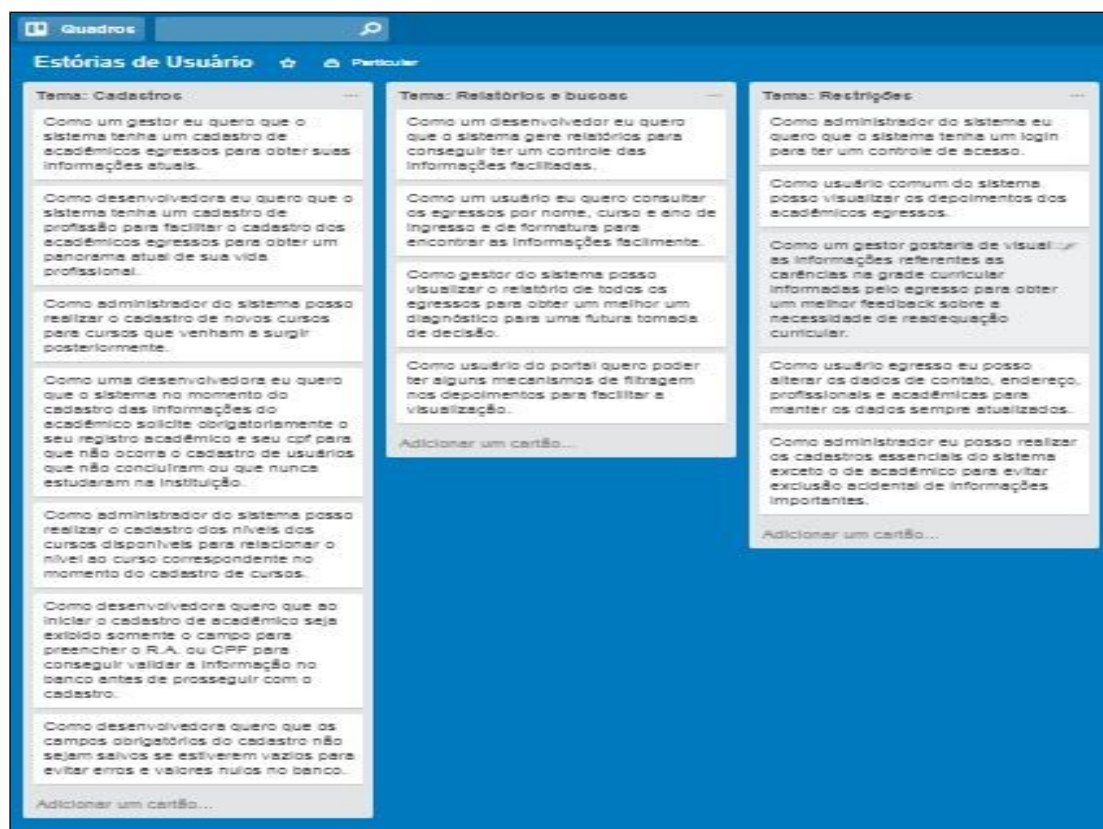 Quadros
Estórias de Usuário
Particular
Tema: Cadastros
Como um gestor eu quero que o
sistema tenha um cadastro de
acadêmicos egressos para obter suas
informações atuais.
Como desenvolvedora eu quero que o
sistema tenha um cadastro de
profissão para facilitar o cadastro dos
acadêmicos egressos para obter um
panorama atual de sua vida
profissional.
Como administrador do sistema posso
realizar o cadastro de novos cursos
para cursos que venham a surgir
posteriormente.
Como uma desenvolvedora eu quero
que o sistema no momento do
cadastro das informações do
acadêmico solicite obrigatoriamente o
seu registro acadêmico e seu cpf para
que não ocorra o cadastro de usuários
que não concluíram ou que nunca
estudaram na instituição.
Como administrador do sistema posso
realizar o cadastro dos níveis dos
cursos disponíveis para relacionar o
nível ao curso correspondente no
momento do cadastro de cursos.
Como desenvolvedora quero que ao
iniciar o cadastro de acadêmico seja
exibido somente o campo para
preencher o R.A. ou CPF para
conseguir validar a informação no
banco antes de prosseguir com o
cadastro.
Como desenvolvedora quero que os
campos obrigatórios do cadastro não
sejam salvos se estiverem vazios para
evitar erros e valores nulos no banco.
Adicionar um cartão...
Tema: Relatórios e buscas
Como um desenvolvedor eu quero
que o sistema gere relatórios para
conseguir ter um controle das
informações facilitadas.
Como um usuário eu quero consultar
os egressos por nome, curso e ano de
ingresso e de formatura para
encontrar as informações facilmente.
Como gestor do sistema posso
visualizar o relatório de todos os
egressos para obter um melhor um
diagnóstico para uma futura tomada
de decisão.
Como usuário do portal quero poder
ter alguns mecanismos de filtragem
nos depoimentos para facilitar a
visualização.
Adicionar um cartão...
Tema: Restrições
Como administrador do sistema eu
quero que o sistema tenha um login
para ter um controle de acesso.
Como usuário comum do sistema
posso visualizar os depoimentos dos
acadêmicos egressos.
Como um gestor gostaria de
as informações referentes as
carências na grade curricular
informadas pelo egresso para obter
um melhor feedback sobre a
necessidade de readequação
curricular.
Como usuário egresso eu posso
alterar os dados de contato, endereço,
profissionais e acadêmicas para
manter os dados sempre atualizados.
Como administrador eu posso realizar
os cadastros essenciais do sistema
exceto o de acadêmico para evitar
exclusão acidental de informações
importantes.
Adicionar um cartão...